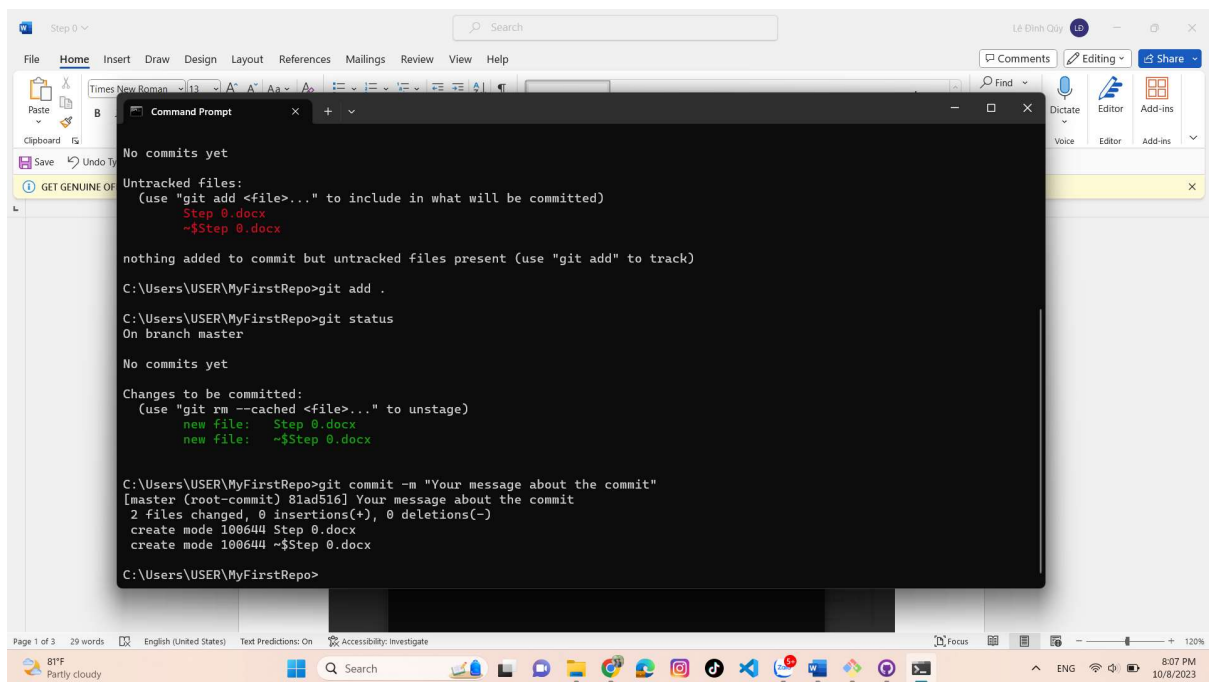 Step 0
Search
Lê Đình Qúy
LĐ
File Home Insert Draw Design Layout References Mailings Review View Help
Comments
Editing
Share
Paste
Clipboard
Times New Roman 13
B
Find
Dictate
Editor
Add-ins
Voice
Editor
Add-ins
Save Undo Ty
GET GENUINE OF
Command Prompt
No commits yet
Untracked files:
(use "git add <file>..." to include in what will be committed)
Step 0.docx
~$Step 0.docx
nothing added to commit but untracked files present (use "git add" to track)
C:\Users\USER\MyFirstRepo>git add .
C:\Users\USER\MyFirstRepo>git status
On branch master
No commits yet
Changes to be committed:
(use "git rm --cached <file>..." to unstage)
new file: Step 0.docx
new file: ~$Step 0.docx
C:\Users\USER\MyFirstRepo>git commit -m "Your message about the commit"
[master (root-commit) 81ad516] Your message about the commit
2 files changed, 0 insertions(+), 0 deletions(-)
create mode 100644 Step 0.docx
create mode 100644 ~$Step 0.docx
C:\Users\USER\MyFirstRepo>
Page 1 of 3 29 words English (United States) Text Predictions: On Accessibility: Investigate
Focus
120%
81°F
Partly cloudy
Search
Zalo
5+
ENG
8:07 PM
10/8/2023